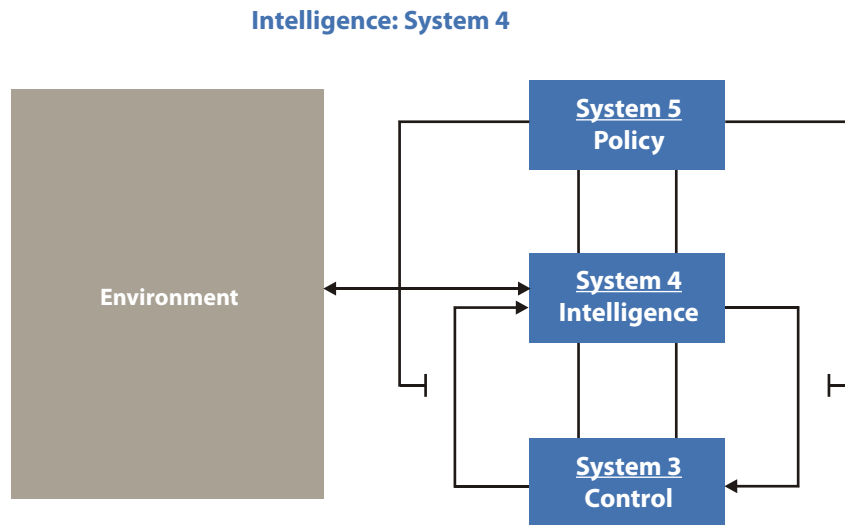 Intelligence: System 4
System 5
Policy
Environment
System 4
Intelligence
System 3
Control